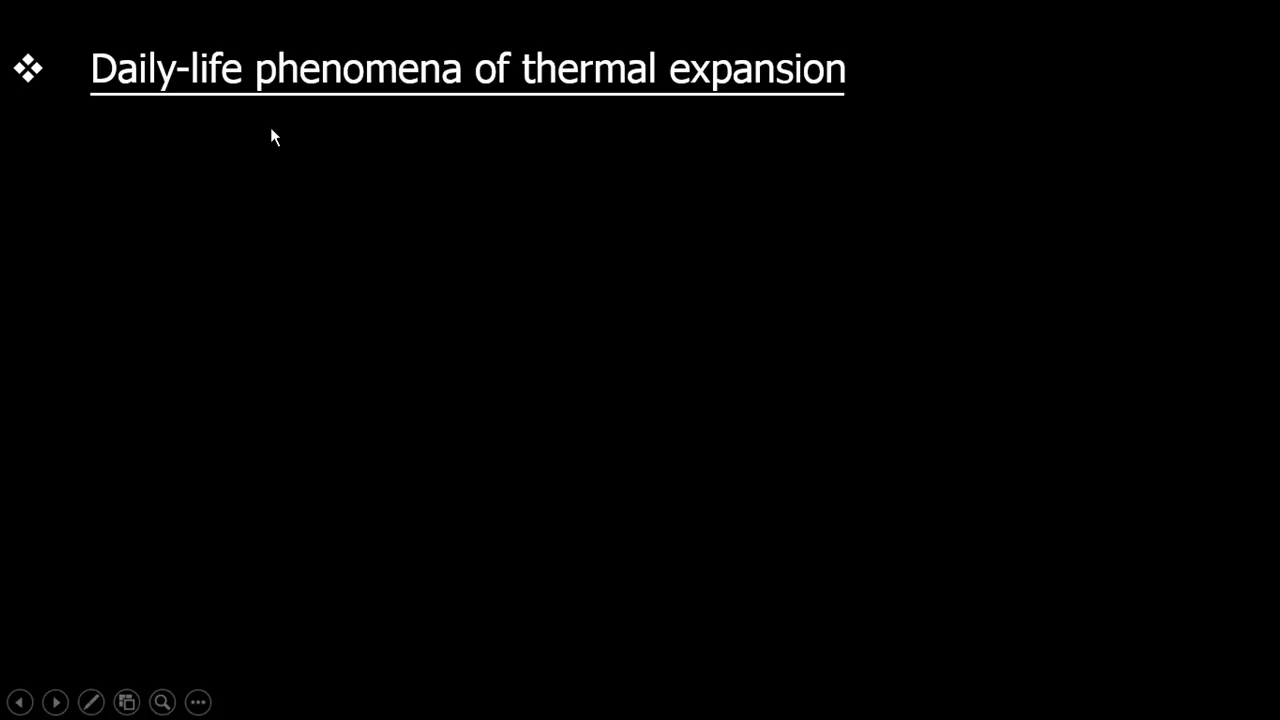 ❖ Daily-life phenomena of thermal expansion